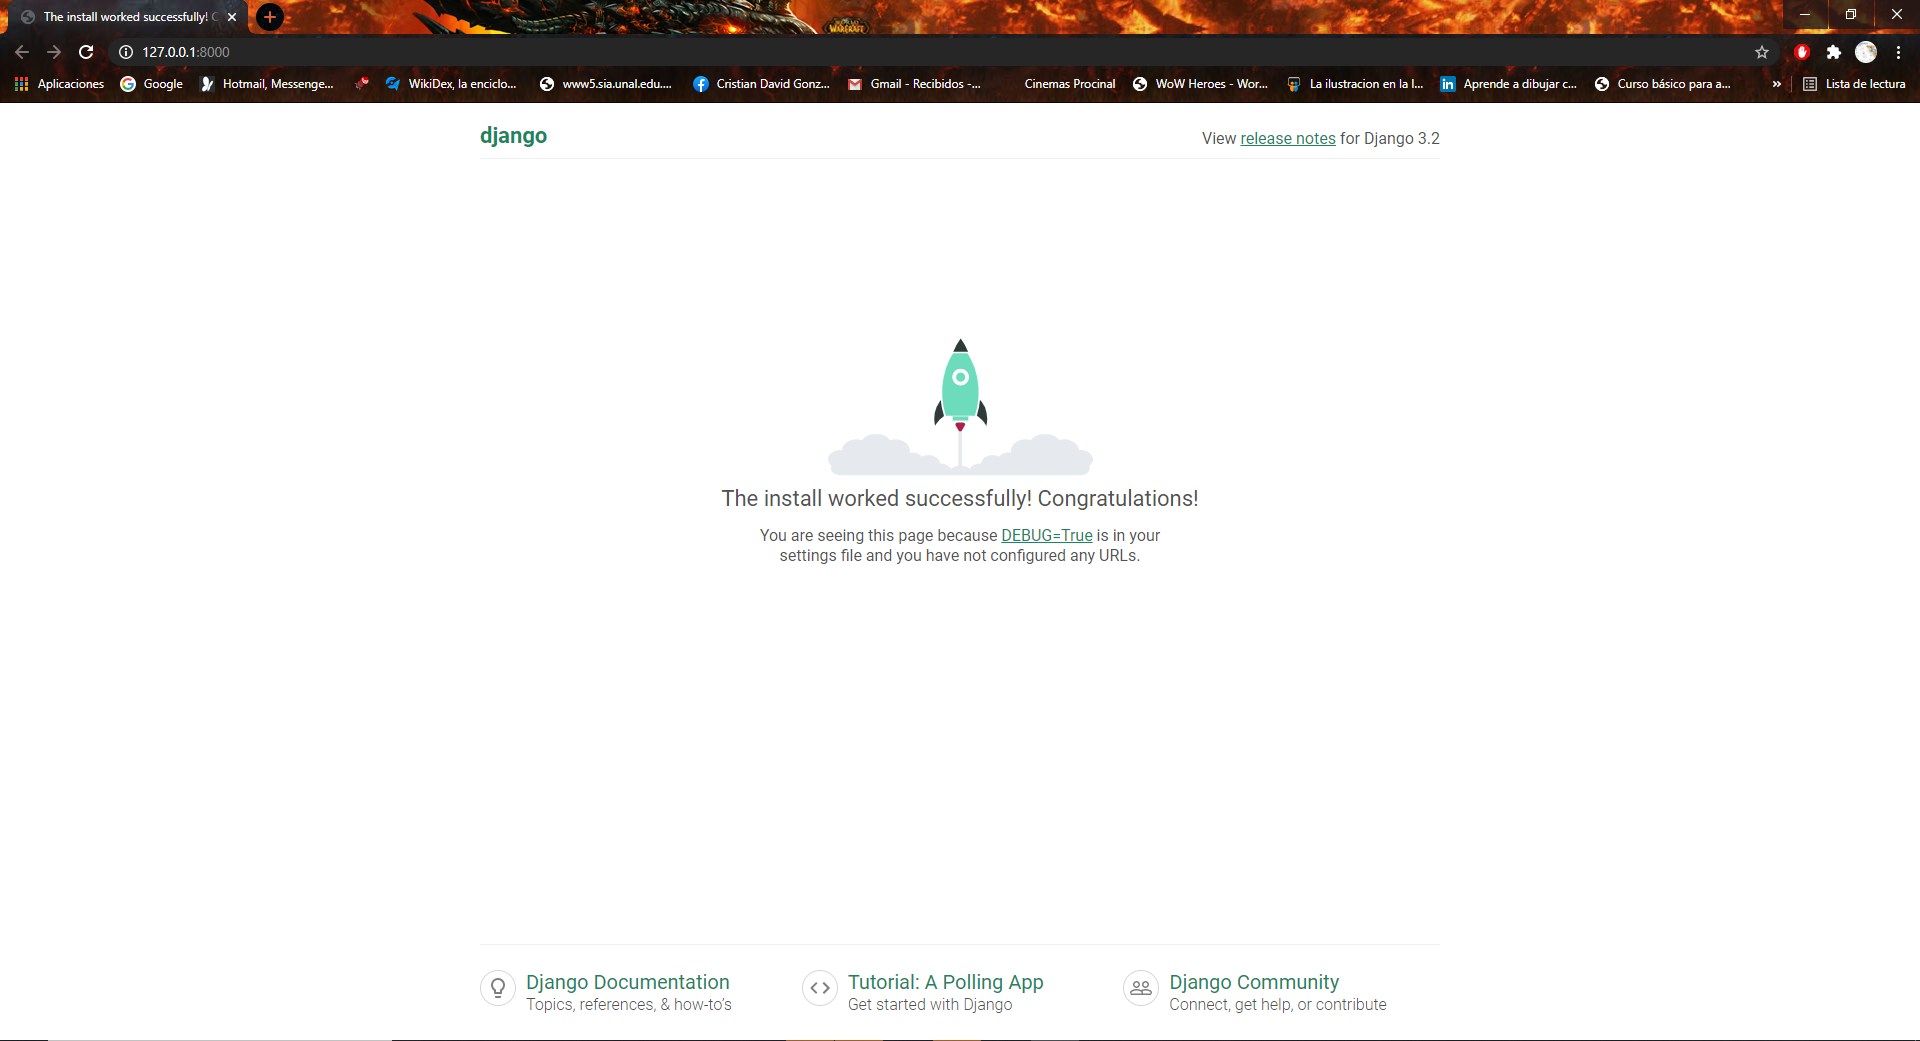 The install worked successfully! C
WARCRAFT
127.0.0.1:8000
Aplicaciones Google Hotmail, Messenge... WikiDex, la enciclo... www5.sia.unal.edu.... Cristian David Gonz... Gmail - Recibidos -... Cinemas Procinal WoW Heroes - Wor... La ilustracion en la l... Aprende a dibujar c... Curso básico para a... » Lista de lectura
django View release notes for Django 3.2
The install worked successfully! Congratulations!
You are seeing this page because DEBUG=True is in your
settings file and you have not configured any URLs.
Django Documentation
Topics, references, & how-to’s
Tutorial: A Polling App
Get started with Django
Django Community
Connect, get help, or contribute